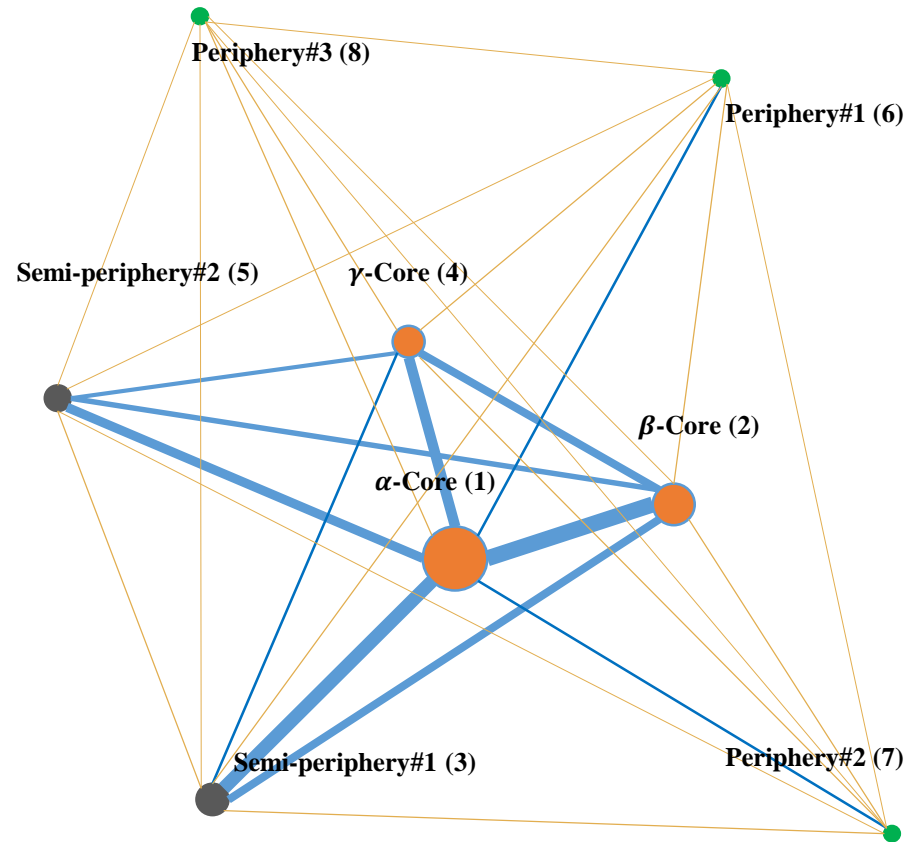 Periphery#3 (8)
Periphery#1 (6)
Semi-periphery#2 (5)
γ-Core (4)
β-Core (2)
α-Core (1)
Periphery#2 (7)
Semi-periphery#1 (3)